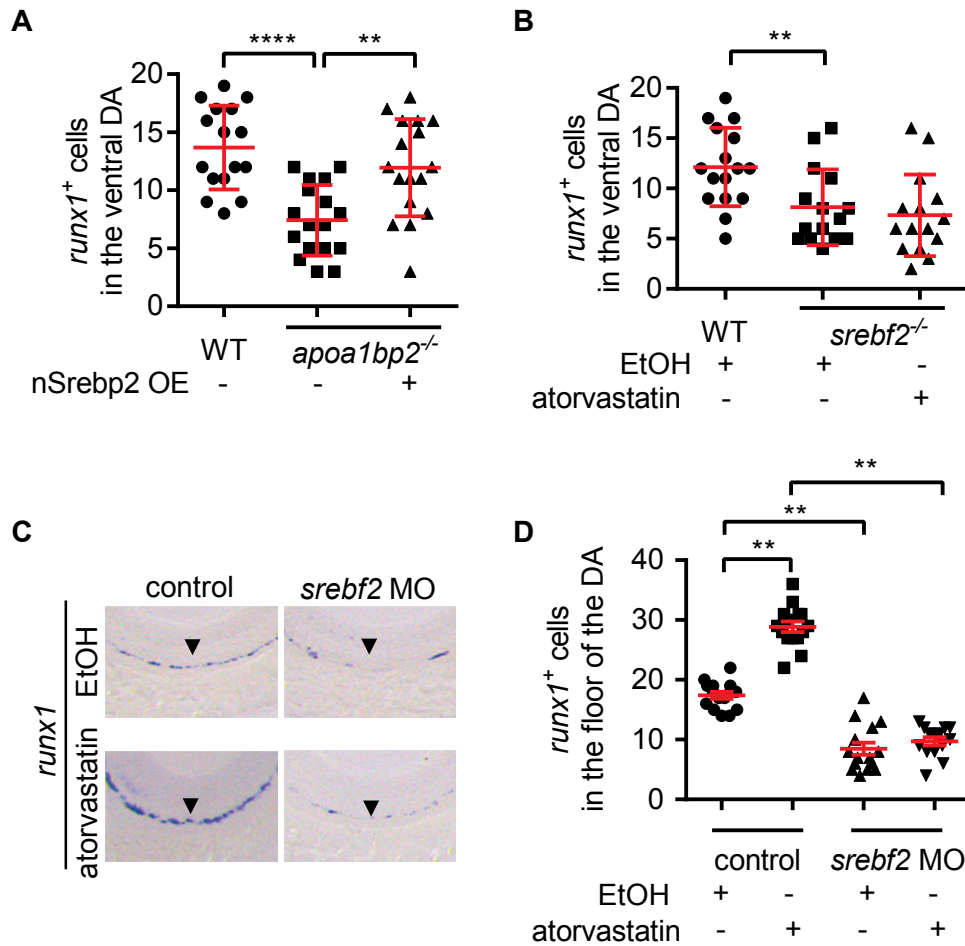 A
**** **
runx1+ cells
in the ventral DA
20
15
10
5
0
WT
apoa1bp2-/-
nSrebp2 OE - - +
B
**
runx1+ cells
in the ventral DA
20
15
10
5
0
WT
srebf2-/-
EtOH + + -
atorvastatin - - +
C
control srebf2 MO
runx1
EtOH
atorvastatin
D
**
**
**
runx1+ cells
in the floor of the DA
40
30
20
10
0
control srebf2 MO
EtOH + - + -
atorvastatin - + - +